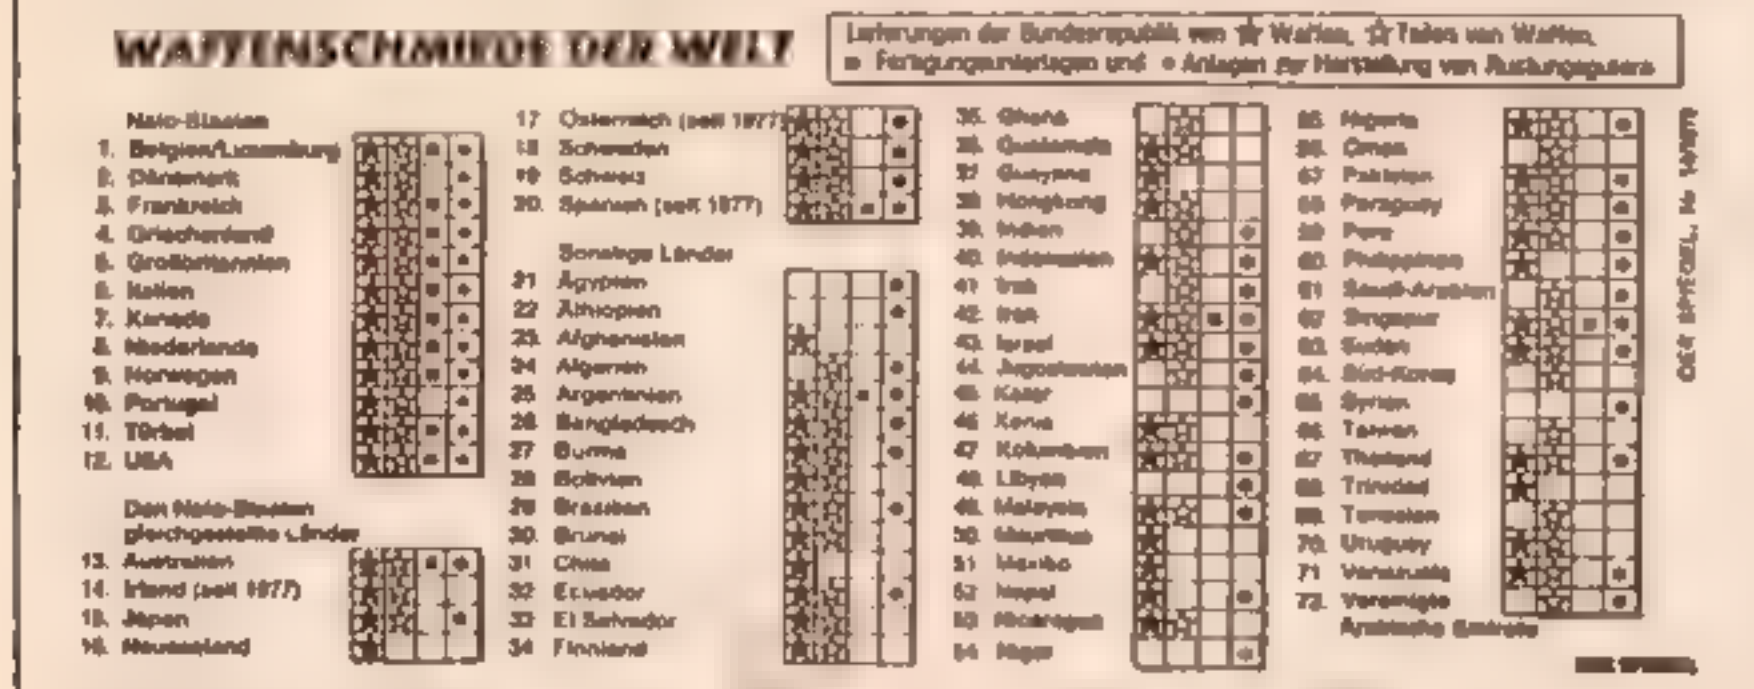 WAFFENSCHMIEDE DER WELT
Lieferungen der Bundesrepublik von ★ Waffen, ☆ Teilen von Waffen,
■ Fertigungsunterlagen und ● Anlagen zur Herstellung von Rüstungsgütern
Nato-Staaten
1. Belgien/Luxemburg
2. Dänemark
3. Frankreich
4. Griechenland
5. Großbritannien
6. Italien
7. Kanada
8. Niederlande
9. Norwegen
10. Portugal
11. Türkei
12. USA
Den Nato-Staaten
gleichgestellte Länder
13. Australien
14. Irland (seit 1977)
15. Japan
16. Neuseeland
17 Österreich (seit 1977)
18 Schweden
19 Schweiz
20. Spanien (seit 1977)
Sonstige Länder
21 Ägypten
22 Äthiopien
23. Afghanistan
24 Algerien
25 Argentinien
26 Bangladesch
27 Burma
28 Bolivien
29 Brasilien
30. Brunei
31 Chile
32 Ecuador
33 El Salvador
34 Finnland
35. Ghana
36. Guatemala
37 Guayana
38 Hongkong
39. Indien
40. Indonesien
41 Irak
42. Iran
43. Israel
44. Jugoslawien
45. Katar
46 Kenia
47 Kolumbien
48. Libyen
49. Malaysia
50. Mauritius
51 Mexiko
52 Nepal
53 Nicaragua
54 Niger
55. Nigeria
56. Oman
57 Pakistan
58 Paraguay
59 Peru
60. Philippinen
61 Saudi-Arabien
62 Singapur
63. Sudan
64. Süd-Korea
65 Syrien
66 Taiwan
67 Thailand
68. Trinidad
69. Tunesien
70. Uruguay
71 Venezuela
72. Vereinigte
Arabische Emirate
DER SPIEGEL, Nr.